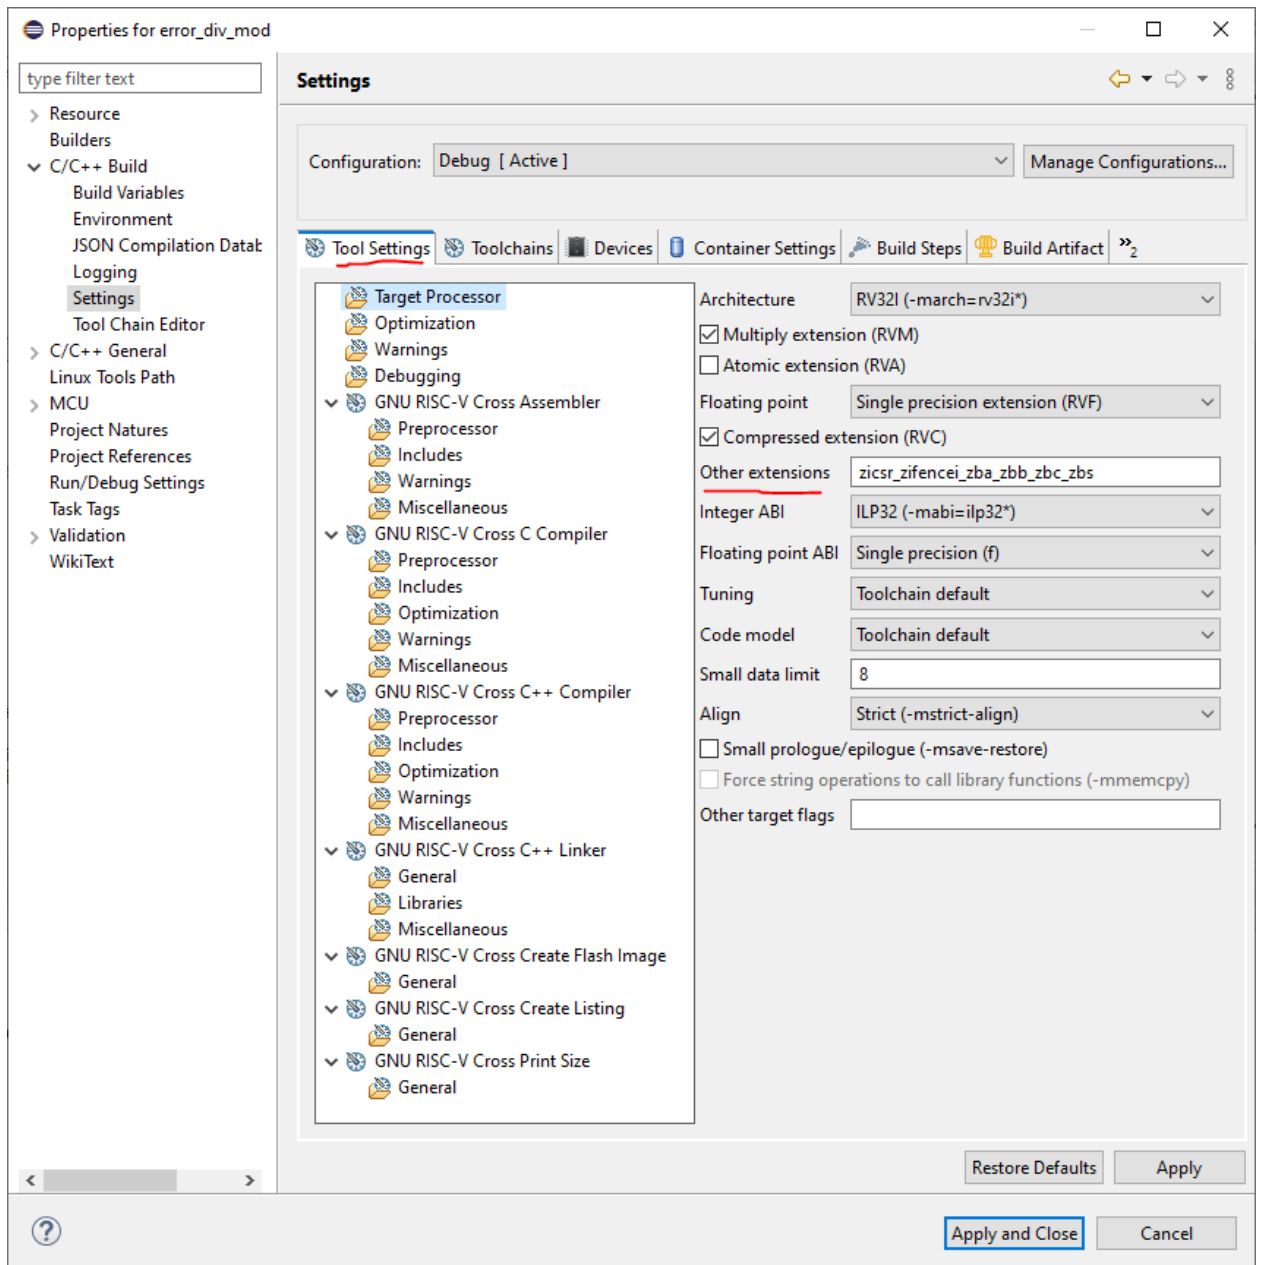 Properties for error_div_mod
type filter text
Resource
Builders
C/C++ Build
Build Variables
Environment
JSON Compilation Datab
Logging
Settings
Tool Chain Editor
C/C++ General
Linux Tools Path
MCU
Project Natures
Project References
Run/Debug Settings
Task Tags
Validation
WikiText
Settings
Configuration: Debug [ Active ] Manage Configurations...
Tool Settings Toolchains Devices Container Settings Build Steps Build Artifact »2
Target Processor
Optimization
Warnings
Debugging
GNU RISC-V Cross Assembler
Preprocessor
Includes
Warnings
Miscellaneous
GNU RISC-V Cross C Compiler
Preprocessor
Includes
Optimization
Warnings
Miscellaneous
GNU RISC-V Cross C++ Compiler
Preprocessor
Includes
Optimization
Warnings
Miscellaneous
GNU RISC-V Cross C++ Linker
General
Libraries
Miscellaneous
GNU RISC-V Cross Create Flash Image
General
GNU RISC-V Cross Create Listing
General
GNU RISC-V Cross Print Size
General
Architecture RV32I (-march=rv32i*)
Multiply extension (RVM)
Atomic extension (RVA)
Floating point Single precision extension (RVF)
Compressed extension (RVC)
Other extensions zicsr_zifencei_zba_zbb_zbc_zbs
Integer ABI ILP32 (-mabi=ilp32*)
Floating point ABI Single precision (f)
Tuning Toolchain default
Code model Toolchain default
Small data limit 8
Align Strict (-mstrict-align)
Small prologue/epilogue (-msave-restore)
Force string operations to call library functions (-mmemcpy)
Other target flags
Restore Defaults Apply
? Apply and Close Cancel